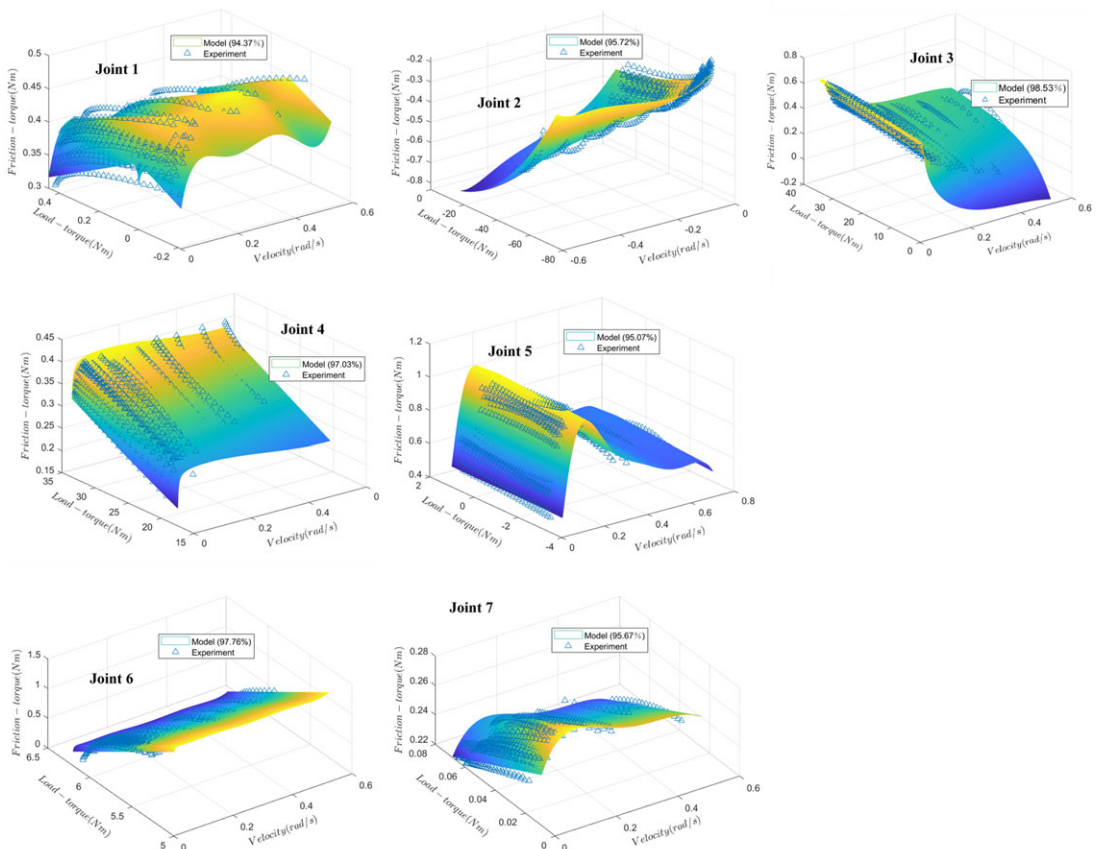 Joint 1
Model (94.37%)
Experiment
Friction-torque(Nm)
0.5
0.45
0.4
0.35
0.3
0.4
0.2
0
-0.2
Load-torque(Nm)
0
0.2
0.4
0.6
Velocity(rad/s)
Joint 2
Model (95.72%)
Experiment
Friction-torque(Nm)
-0.2
-0.3
-0.4
-0.5
-0.6
-0.7
-0.8
0
-20
-40
-60
-80
Load-torque(Nm)
-0.6
-0.4
-0.2
0
Velocity(rad/s)
Joint 3
Model (98.53%)
Experiment
Friction-torque(Nm)
0.8
0.6
0.4
0.2
0
-0.2
40
30
20
10
0
Load-torque(Nm)
0
0.2
0.4
0.6
Velocity(rad/s)
Joint 4
Model (97.03%)
Experiment
Friction-torque(Nm)
0.45
0.4
0.35
0.3
0.25
0.2
0.15
35
30
25
20
15
Load-torque(Nm)
0
0.2
0.4
0
Velocity(rad/s)
Joint 5
Model (95.07%)
Experiment
Friction-torque(Nm)
1.2
1
0.8
0.6
0.4
2
0
-2
-4
Load-torque(Nm)
0
0.2
0.4
0.6
0.8
Velocity(rad/s)
Joint 6
Model (97.76%)
Experiment
Friction-torque(Nm)
1.5
1
0.5
0
6.5
6
5.5
5
Load-torque(Nm)
0
0.2
0.4
0.6
Velocity(rad/s)
Joint 7
Model (95.67%)
Experiment
Friction-torque(Nm)
0.28
0.26
0.24
0.22
0.08
0.06
0.04
0.02
0
Load-torque(Nm)
0
0.2
0.4
0.6
Velocity(rad/s)